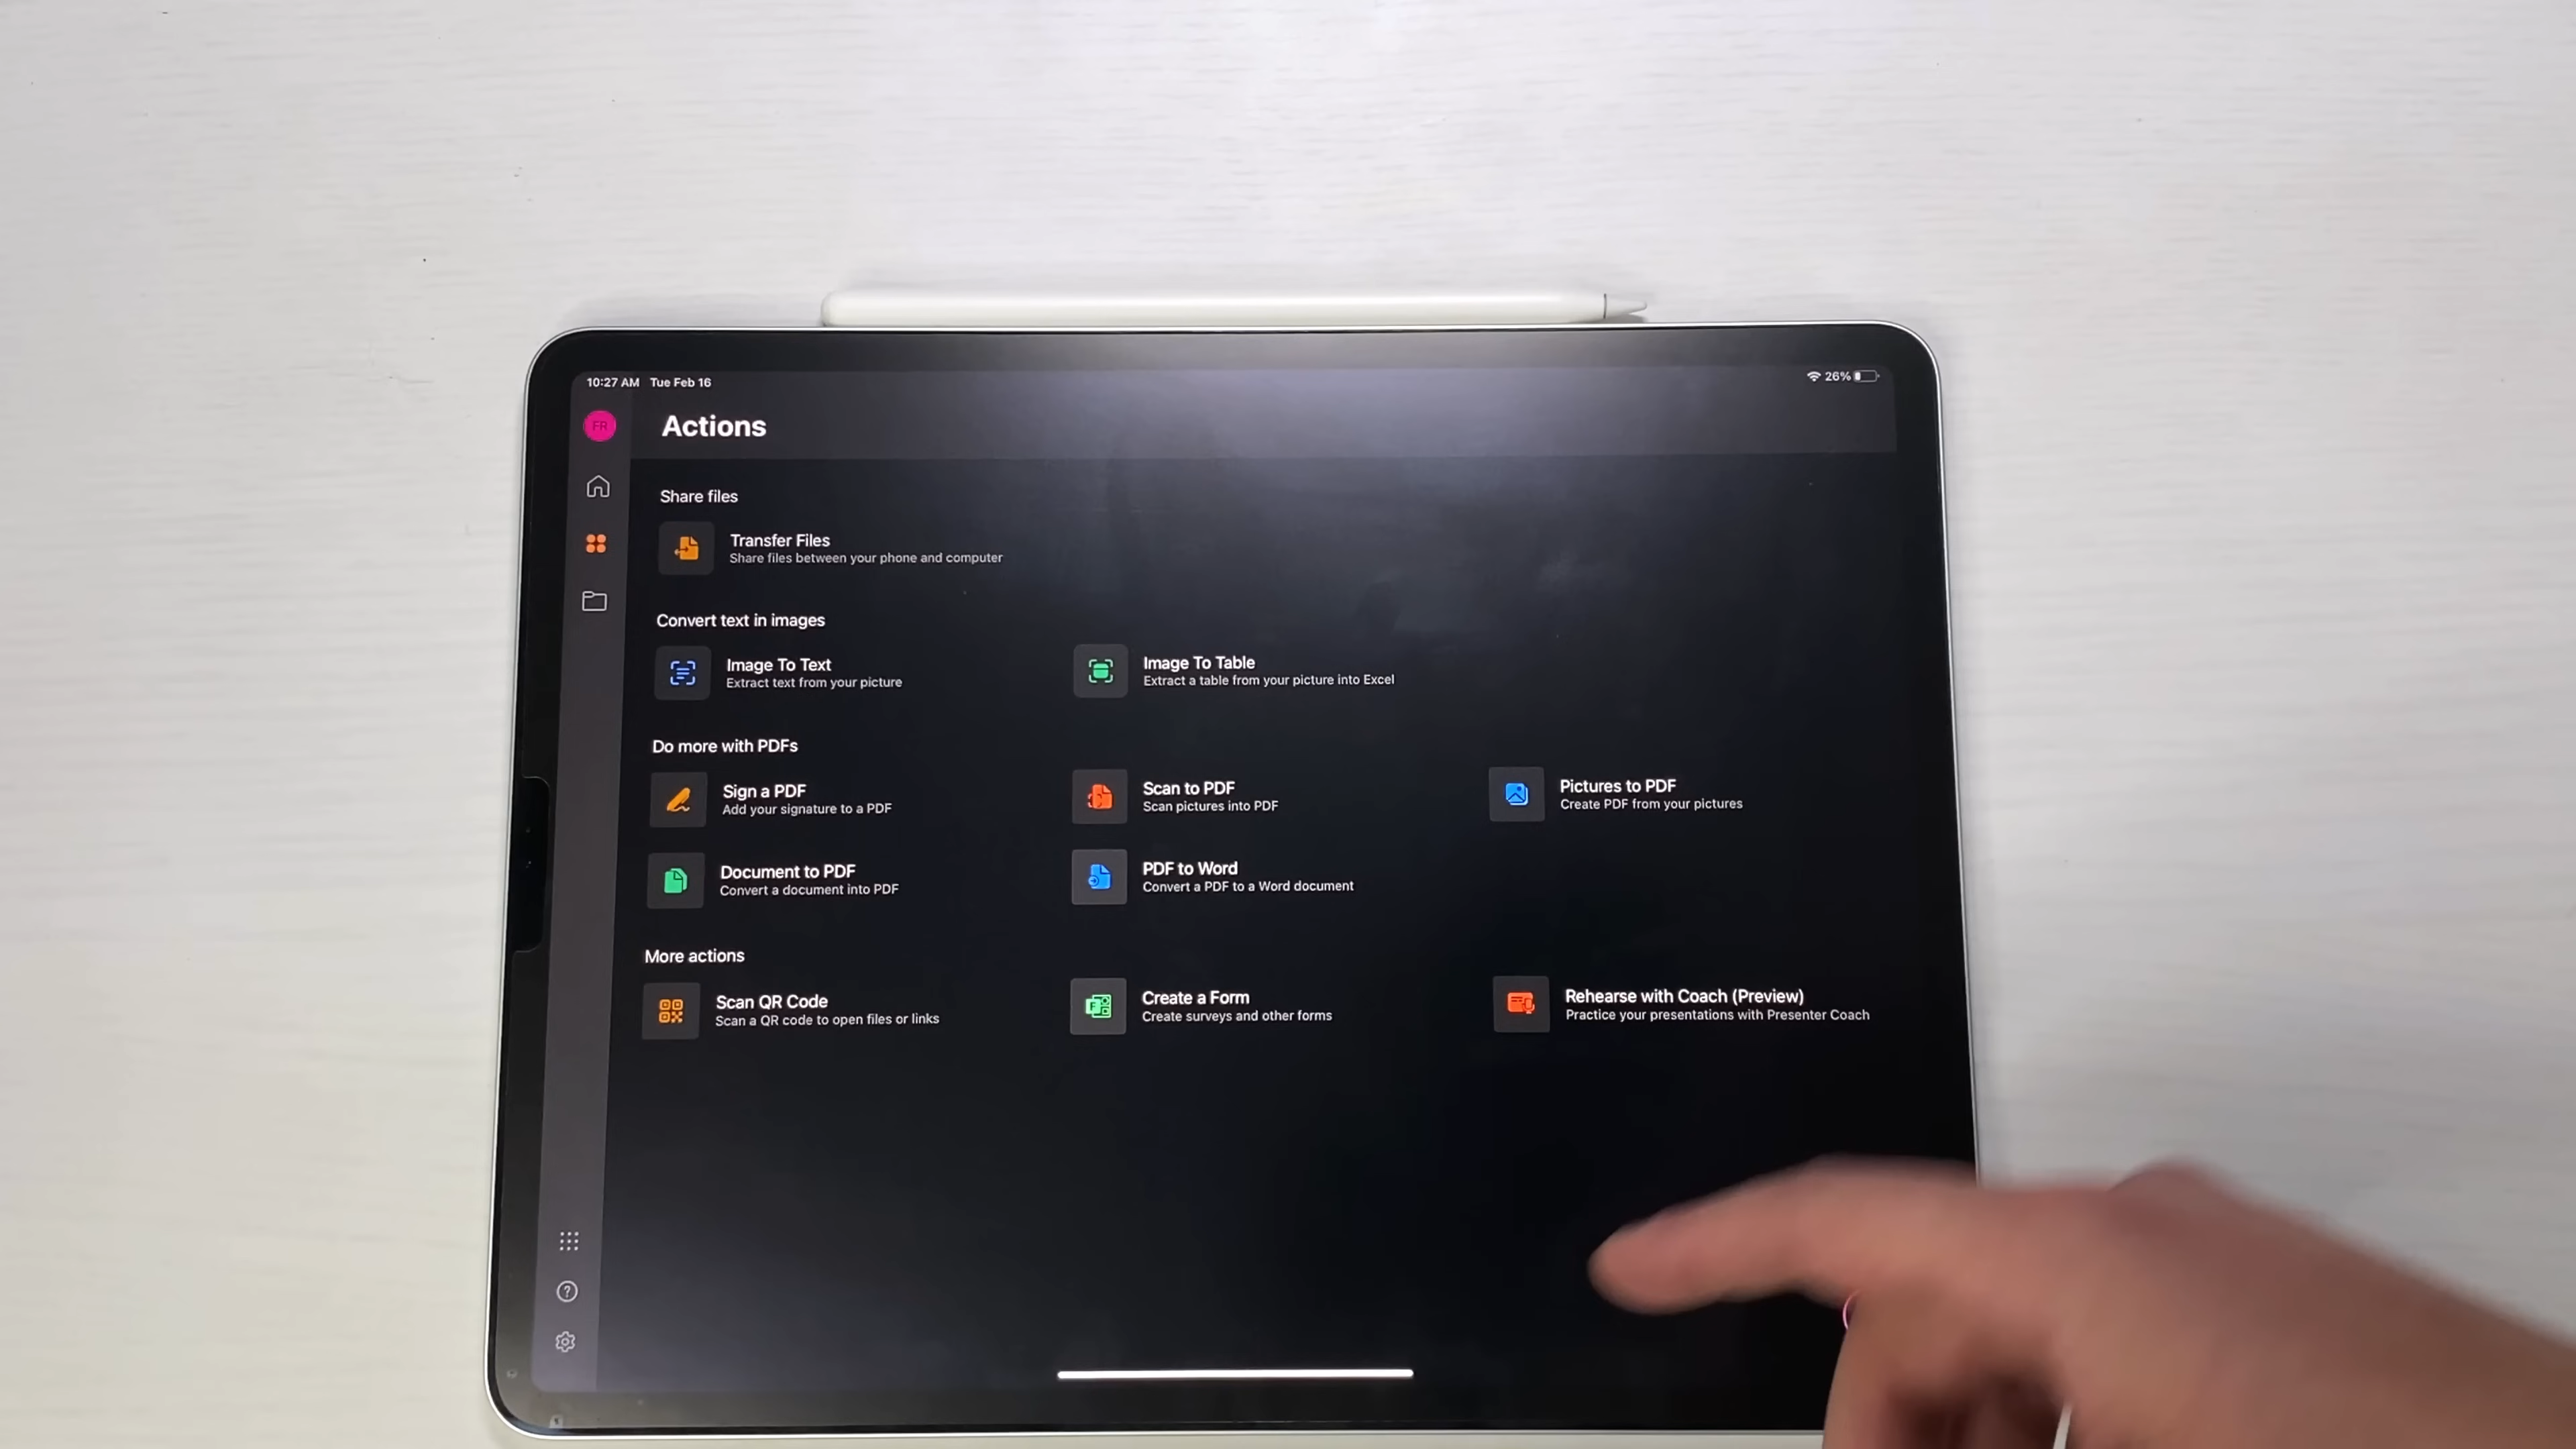 10:27 AM Tue Feb 16
26%
FR
Actions
Share files
Transfer Files
Share files between your phone and computer
Convert text in images
Image To Text
Extract text from your picture
Image To Table
Extract a table from your picture into Excel
Do more with PDFs
Sign a PDF
Add your signature to a PDF
Scan to PDF
Scan pictures into PDF
Pictures to PDF
Create PDF from your pictures
Document to PDF
Convert a document into PDF
PDF to Word
Convert a PDF to a Word document
More actions
Scan QR Code
Scan a QR code to open files or links
Create a Form
Create surveys and other forms
Rehearse with Coach (Preview)
Practice your presentations with Presenter Coach